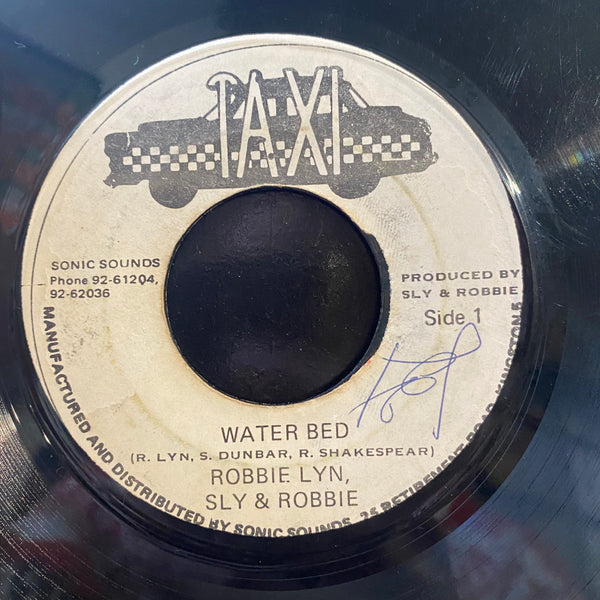 TAXI
SONIC SOUNDS
Phone 92-61204,
92-62036
PRODUCED BY
SLY & ROBBIE
Side 1
WATER BED
(R. LYN, S. DUNBAR, R. SHAKESPEAR)
ROBBIE LYN,
SLY & ROBBIE
MANUFACTURED AND DISTRIBUTED BY SONIC SOUNDS, 25 RETIREMENT ROAD, KINGSTON 5